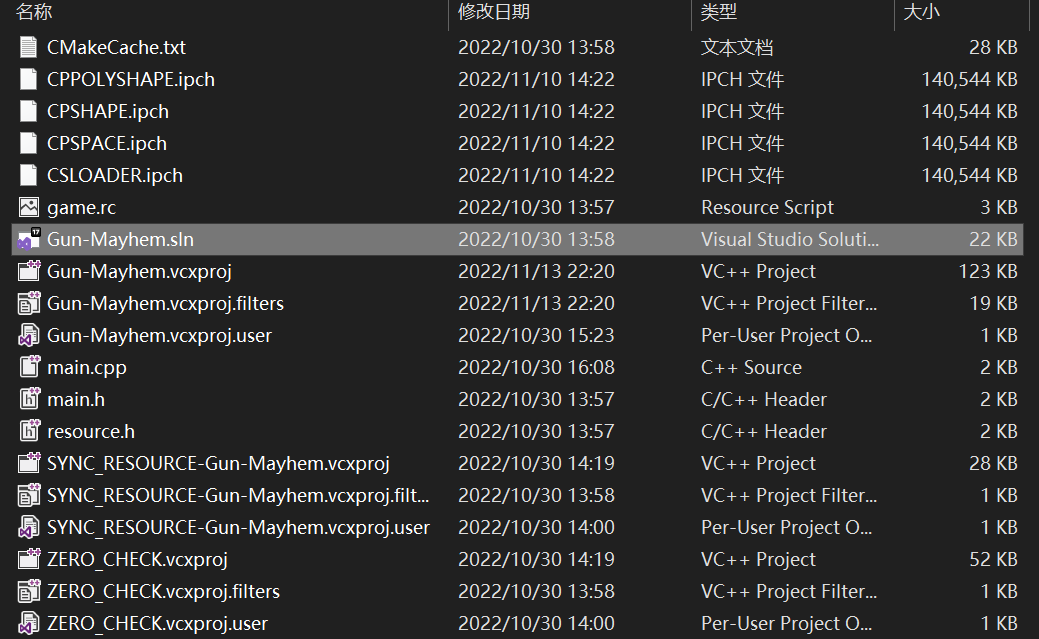 名称 修改日期 类型 大小
CMakeCache.txt 2022/10/30 13:58 文本文档 28 KB
CPPOLYSHAPE.ipch 2022/11/10 14:22 IPCH 文件 140,544 KB
CPSHAPE.ipch 2022/11/10 14:22 IPCH 文件 140,544 KB
CPSPACE.ipch 2022/11/10 14:22 IPCH 文件 140,544 KB
CSLOADER.ipch 2022/11/10 14:22 IPCH 文件 140,544 KB
game.rc 2022/10/30 13:57 Resource Script 3 KB
Gun-Mayhem.sln 2022/10/30 13:58 Visual Studio Soluti... 22 KB
Gun-Mayhem.vcxproj 2022/11/13 22:20 VC++ Project 123 KB
Gun-Mayhem.vcxproj.filters 2022/11/13 22:20 VC++ Project Filter... 19 KB
Gun-Mayhem.vcxproj.user 2022/10/30 15:23 Per-User Project O... 1 KB
main.cpp 2022/10/30 16:08 C++ Source 2 KB
main.h 2022/10/30 13:57 C/C++ Header 2 KB
resource.h 2022/10/30 13:57 C/C++ Header 2 KB
SYNC_RESOURCE-Gun-Mayhem.vcxproj 2022/10/30 14:19 VC++ Project 28 KB
SYNC_RESOURCE-Gun-Mayhem.vcxproj.filt... 2022/10/30 13:58 VC++ Project Filter... 1 KB
SYNC_RESOURCE-Gun-Mayhem.vcxproj.user 2022/10/30 14:00 Per-User Project O... 1 KB
ZERO_CHECK.vcxproj 2022/10/30 14:19 VC++ Project 52 KB
ZERO_CHECK.vcxproj.filters 2022/10/30 13:58 VC++ Project Filter... 1 KB
ZERO_CHECK.vcxproj.user 2022/10/30 14:00 Per-User Project O... 1 KB